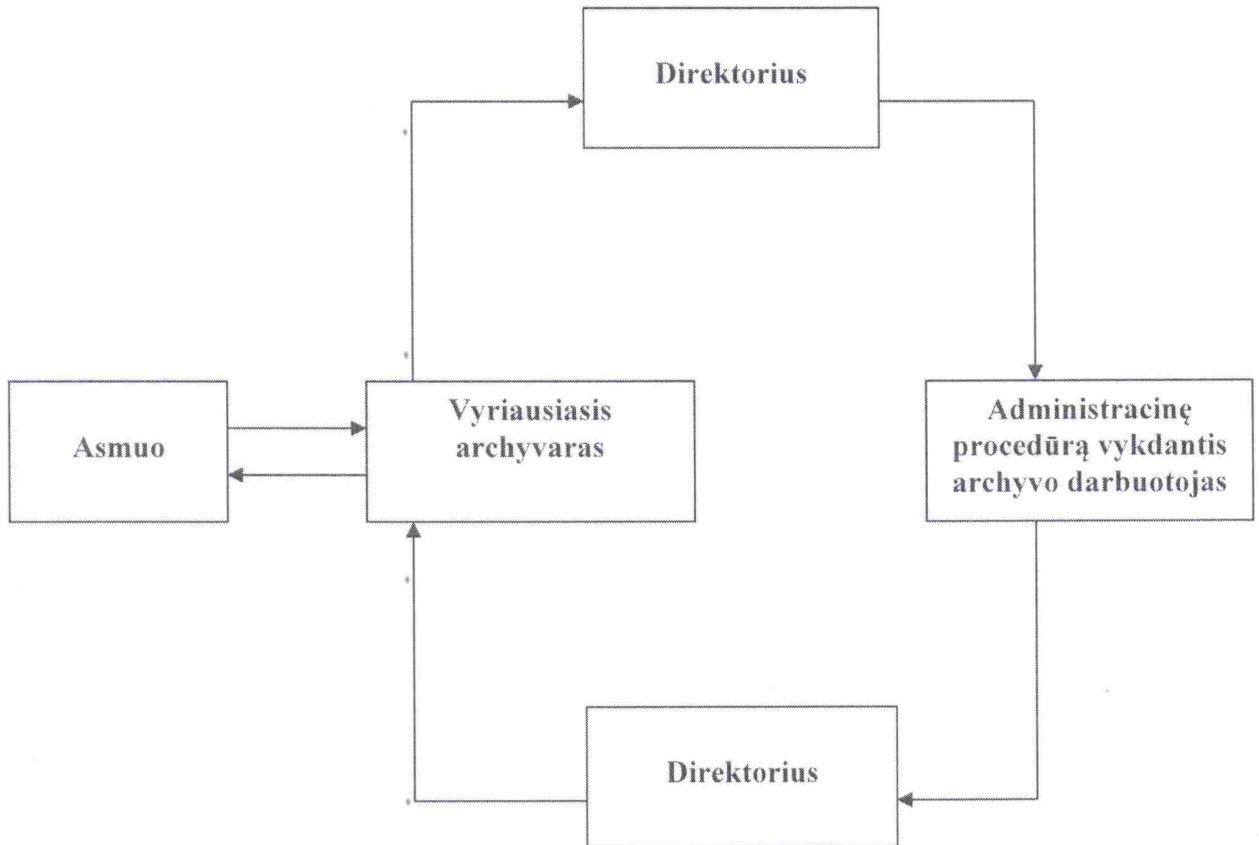 Direktorius
Asmuo
Vyriausiasis
archyvaras
Administracinę
procedūrą vykdantis
archyvo darbuotojas
Direktorius